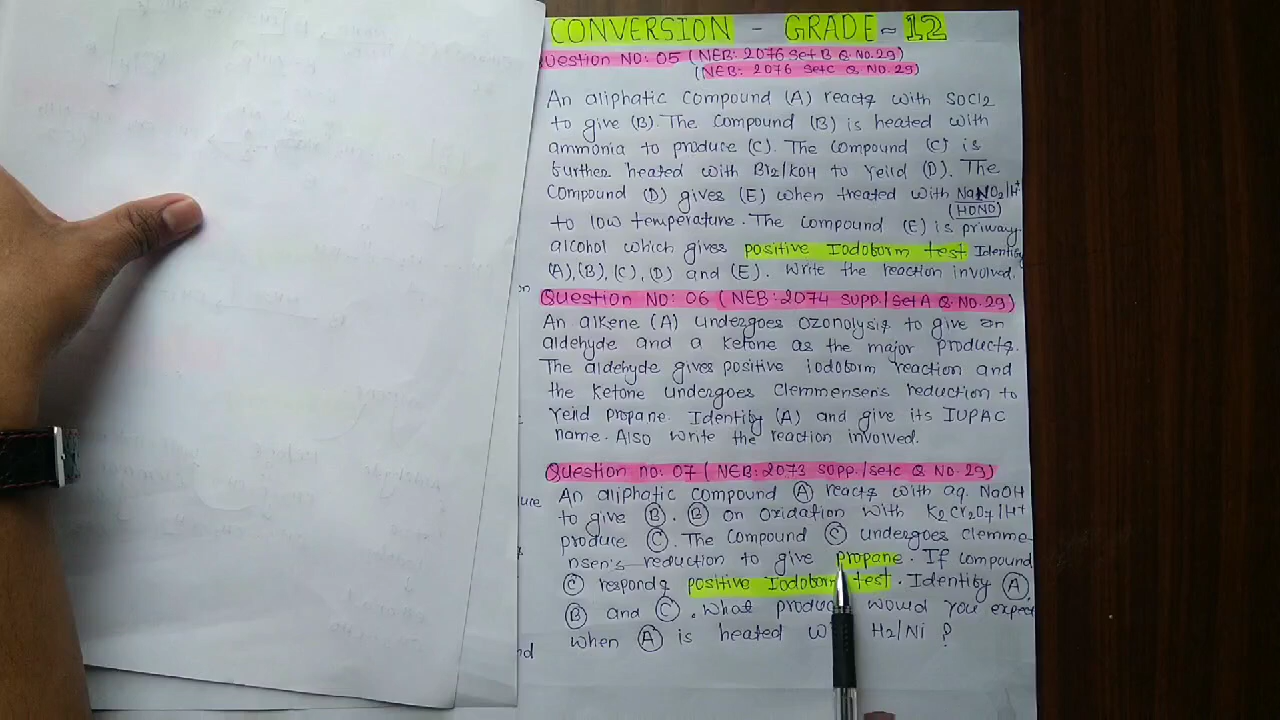 CONVERSION - GRADE ~ 12
Question NO: 05 (NEB: 2076 Set B Q. No. 29)
(NEB: 2076 Set C Q. No. 29)
An aliphatic compound (A) reacts with SOCl2
to give (B). The compound (B) is heated with
ammonia to produce (C). The compound (C) is
further heated with Br2/KOH to reild (D). The
compound (D) gives (E) when treated with NaNO2/H+
(HONO)
to low temperature. The compound (E) is primary
alcohol which gives positive Iodoform test Identify
(A), (B), (C), (D) and (E). Write the reaction involved.
Question NO: 06 (NEB: 2074 Supp./Set A Q. NO. 29)
An alkene (A) undergoes ozonolysis to give an
aldehyde and a ketone as the major products.
The aldehyde gives positive iodoform reaction and
the ketone undergoes Clemmensen's reduction to
reild propane. Identify (A) and give its IUPAC
name. Also write the reaction involved.
Question no: 07 (NEB: 2073 Supp./Set C Q NO. 29)
ure
An aliphatic compound (A) reacts with aq. NaOH
to give (B). (B) on oxidation with K2Cr2O7/H+
produce (C). The compound (C) undergoes Clemme-
nsen's reduction to give propane. If compound
(C) responds positive Iodoform test. Identify (A),
(B) and (C). What would you expect
when (A) is heated H2/Ni ?
nd